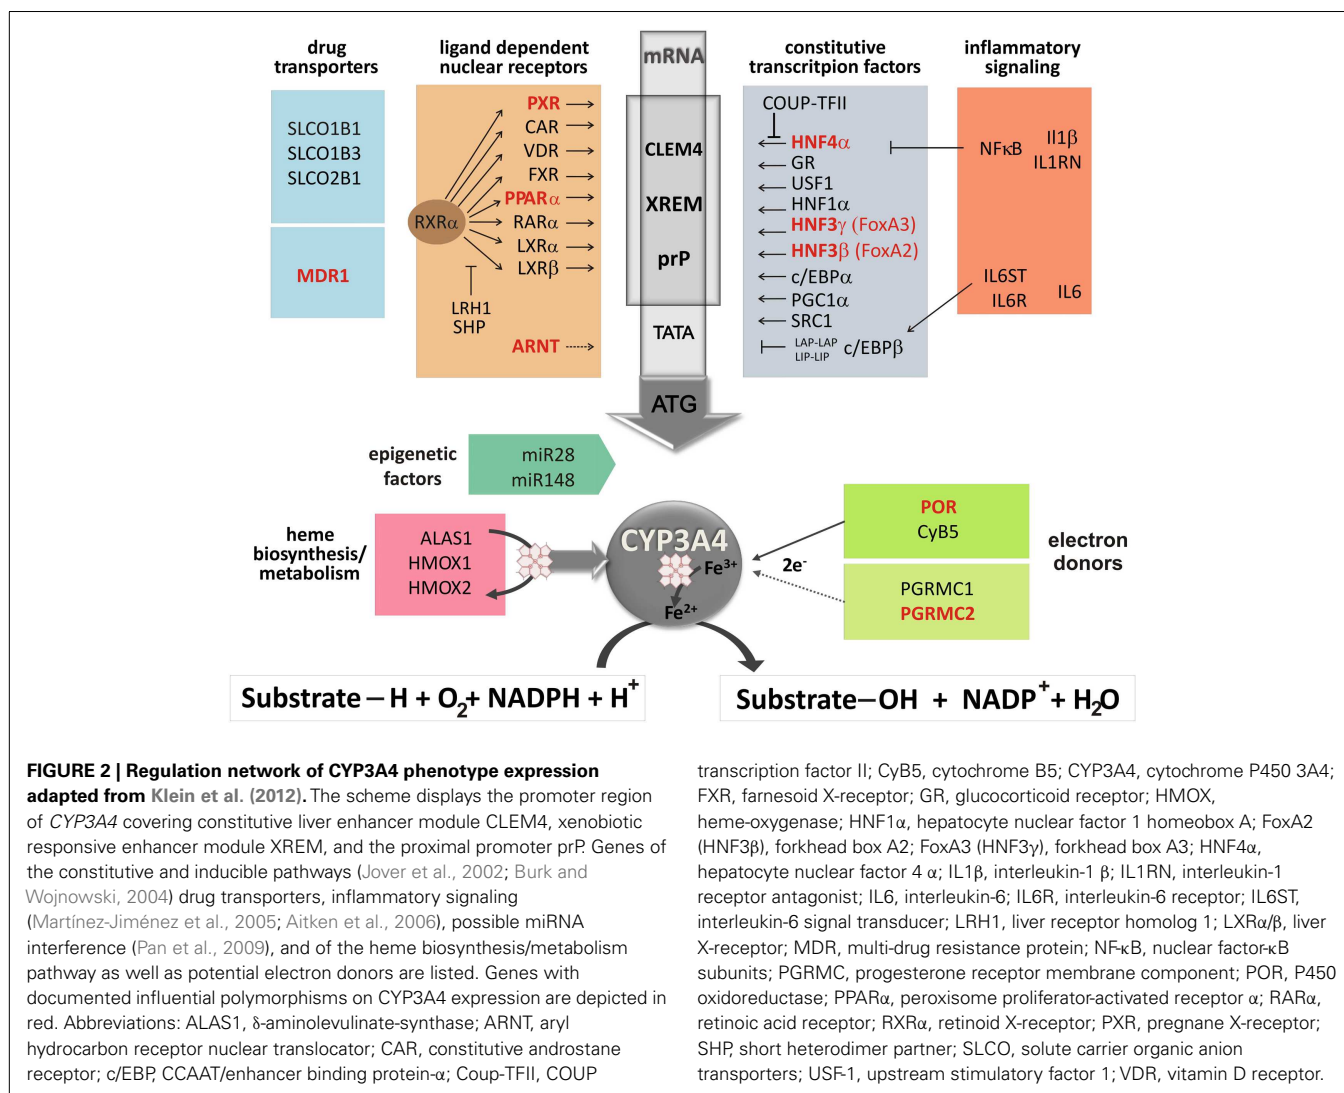 drug
transporters
SLCO1B1
SLCO1B3
SLCO2B1
MDR1
ligand dependent
nuclear receptors
PXR
CAR
VDR
FXR
PPARα
RXRα
RARα
LXRα
LXRβ
LRH1
SHP
ARNT
mRNA
CLEM4
XREM
prP
TATA
ATG
constitutive
transcritpion factors
COUP-TFII
HNF4α
GR
USF1
HNF1α
HNF3γ (FoxA3)
HNF3β (FoxA2)
c/EBPα
PGC1α
SRC1
LAP-LAP
LIP-LIP
c/EBPβ
inflammatory
signaling
NFκB
Il1β
IL1RN
IL6ST
IL6R
IL6
epigenetic
factors
miR28
miR148
heme
biosynthesis/
metabolism
ALAS1
HMOX1
HMOX2
CYP3A4
Fe3+
Fe2+
2e-
POR
CyB5
PGRMC1
PGRMC2
electron
donors
Substrate – H + O2+ NADPH + H+
Substrate–OH + NADP+ + H2O
FIGURE 2 | Regulation network of CYP3A4 phenotype expression
adapted from Klein et al. (2012). The scheme displays the promoter region
of CYP3A4 covering constitutive liver enhancer module CLEM4, xenobiotic
responsive enhancer module XREM, and the proximal promoter prP. Genes of
the constitutive and inducible pathways (Jover et al., 2002; Burk and
Wojnowski, 2004) drug transporters, inflammatory signaling
(Martínez-Jiménez et al., 2005; Aitken et al., 2006), possible miRNA
interference (Pan et al., 2009), and of the heme biosynthesis/metabolism
pathway as well as potential electron donors are listed. Genes with
documented influential polymorphisms on CYP3A4 expression are depicted in
red. Abbreviations: ALAS1, δ-aminolevulinate-synthase; ARNT, aryl
hydrocarbon receptor nuclear translocator; CAR, constitutive androstane
receptor; c/EBP, CCAAT/enhancer binding protein-α; Coup-TFII, COUP
transcription factor II; CyB5, cytochrome B5; CYP3A4, cytochrome P450 3A4;
FXR, farnesoid X-receptor; GR, glucocorticoid receptor; HMOX,
heme-oxygenase; HNF1α, hepatocyte nuclear factor 1 homeobox A; FoxA2
(HNF3β), forkhead box A2; FoxA3 (HNF3γ), forkhead box A3; HNF4α,
hepatocyte nuclear factor 4 α; IL1β, interleukin-1 β; IL1RN, interleukin-1
receptor antagonist; IL6, interleukin-6; IL6R, interleukin-6 receptor; IL6ST,
interleukin-6 signal transducer; LRH1, liver receptor homolog 1; LXRα/β, liver
X-receptor; MDR, multi-drug resistance protein; NF-κB, nuclear factor-κB
subunits; PGRMC, progesterone receptor membrane component; POR, P450
oxidoreductase; PPARα, peroxisome proliferator-activated receptor α; RARα,
retinoic acid receptor; RXRα, retinoid X-receptor; PXR, pregnane X-receptor;
SHP, short heterodimer partner; SLCO, solute carrier organic anion
transporters; USF-1, upstream stimulatory factor 1; VDR, vitamin D receptor.